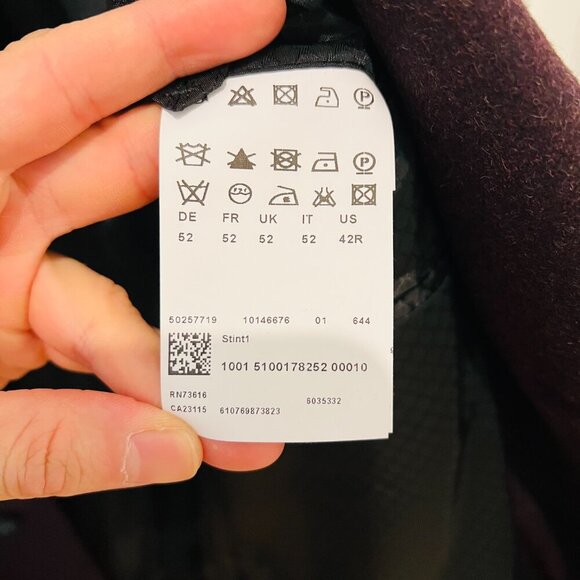 P
P
DE FR UK IT US
52 52 52 52 42R
50257719 10146676 01 644
Stint1
1001 5100178252 00010
RN73616 6035332
CA23115 610769873823